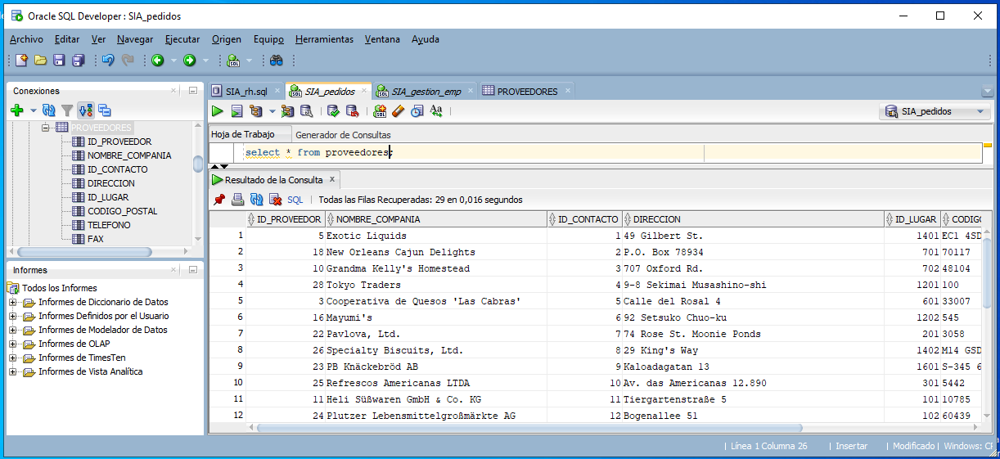 Oracle SQL Developer : SIA_pedidos
Archivo Editar Ver Navegar Ejecutar Origen Equipo Herramientas Ventana Ayuda
Conexiones
PROVEEDORES
ID_PROVEEDOR
NOMBRE_COMPANIA
ID_CONTACTO
DIRECCION
ID_LUGAR
CODIGO_POSTAL
TELEFONO
FAX
Informes
Todos los Informes
Informes de Diccionario de Datos
Informes Definidos por el Usuario
Informes de Modelador de Datos
Informes de OLAP
Informes de TimesTen
Informes de Vista Analítica
SIA_rh.sql SIA_pedidos SIA_gestion_emp PROVEEDORES
SIA_pedidos
Hoja de Trabajo Generador de Consultas
select * from proveedores;
Resultado de la Consulta x
SQL | Todas las Filas Recuperadas: 29 en 0,016 segundos
ID_PROVEEDOR NOMBRE_COMPANIA ID_CONTACTO DIRECCION ID_LUGAR CODIGO
1 5 Exotic Liquids 1 49 Gilbert St. 1401 EC1 4SD
2 18 New Orleans Cajun Delights 2 P.O. Box 78934 701 70117
3 10 Grandma Kelly's Homestead 3 707 Oxford Rd. 702 48104
4 28 Tokyo Traders 4 9-8 Sekimai Musashino-shi 1201 100
5 3 Cooperativa de Quesos 'Las Cabras' 5 Calle del Rosal 4 601 33007
6 16 Mayumi's 6 92 Setsuko Chuo-ku 1202 545
7 22 Pavlova, Ltd. 7 74 Rose St. Moonie Ponds 201 3058
8 26 Specialty Biscuits, Ltd. 8 29 King's Way 1402 M14 GSD
9 23 PB Knäckebröd AB 9 Kaloadagatan 13 1601 S-345 6
10 25 Refrescos Americanas LTDA 10 Av. das Americanas 12.890 301 5442
11 11 Heli Süßwaren GmbH & Co. KG 11 Tiergartenstraße 5 101 10785
12 24 Plutzer Lebensmittelgroßmärkte AG 12 Bogenallee 51 102 60439
| Línea 1 Columna 26 | Insertar | Modificado | Windows: CF